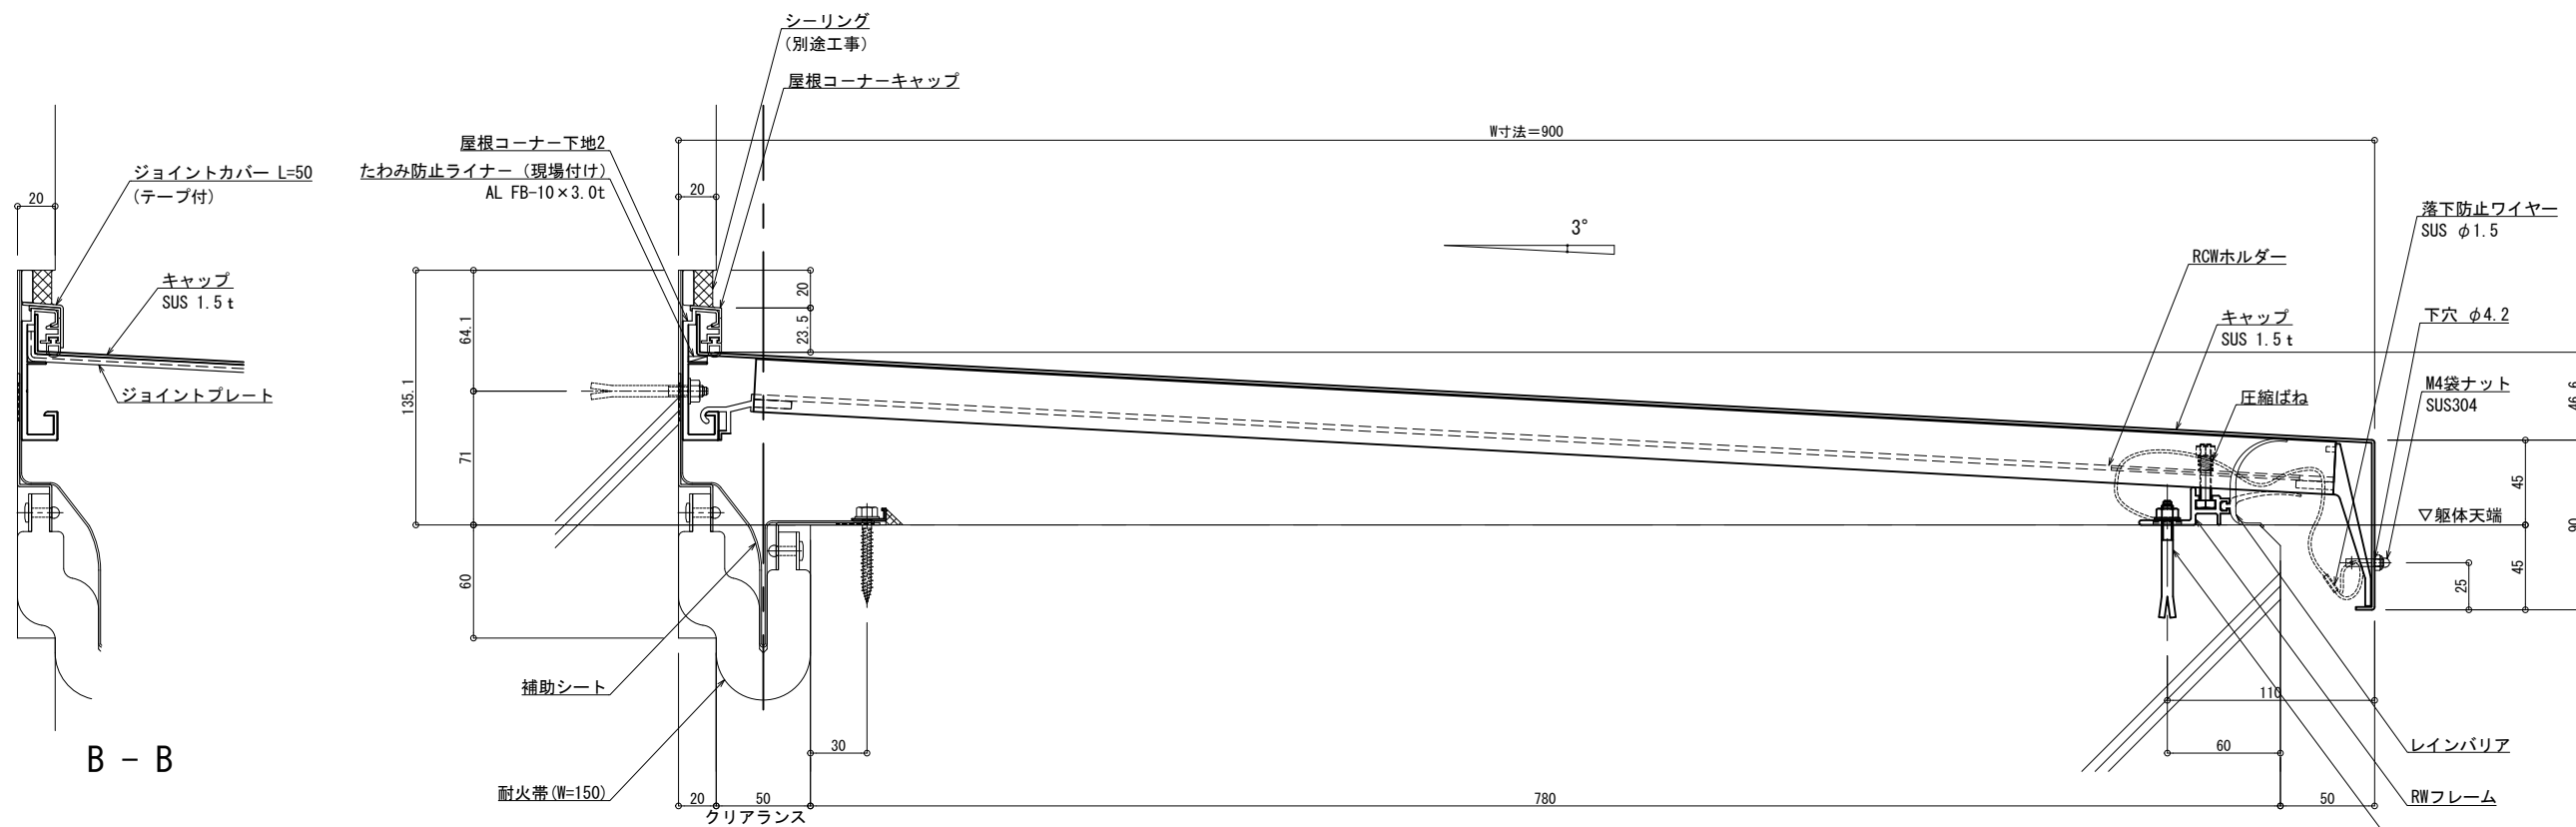 シーリング
(別途工事)
屋根コーナーキャップ
屋根コーナー下地2
たわみ防止ライナー（現場付け）
AL FB-10×3.0t
ジョイントカバー L=50
(テープ付)
20
キャップ
SUS 1.5t
ジョイントプレート
B - B
W寸法＝900
20
3°
135.1
64.1
71
60
20
23.5
RCWホルダー
キャップ
SUS 1.5t
圧縮ばね
落下防止ワイヤー
SUS φ1.5
下穴 φ4.2
M4袋ナット
SUS304
46.6
45
▽躯体天端
90
45
25
補助シート
耐火帯(W=150)
30
110
60
レインバリア
RWフレーム
20
50
クリアランス
780
50